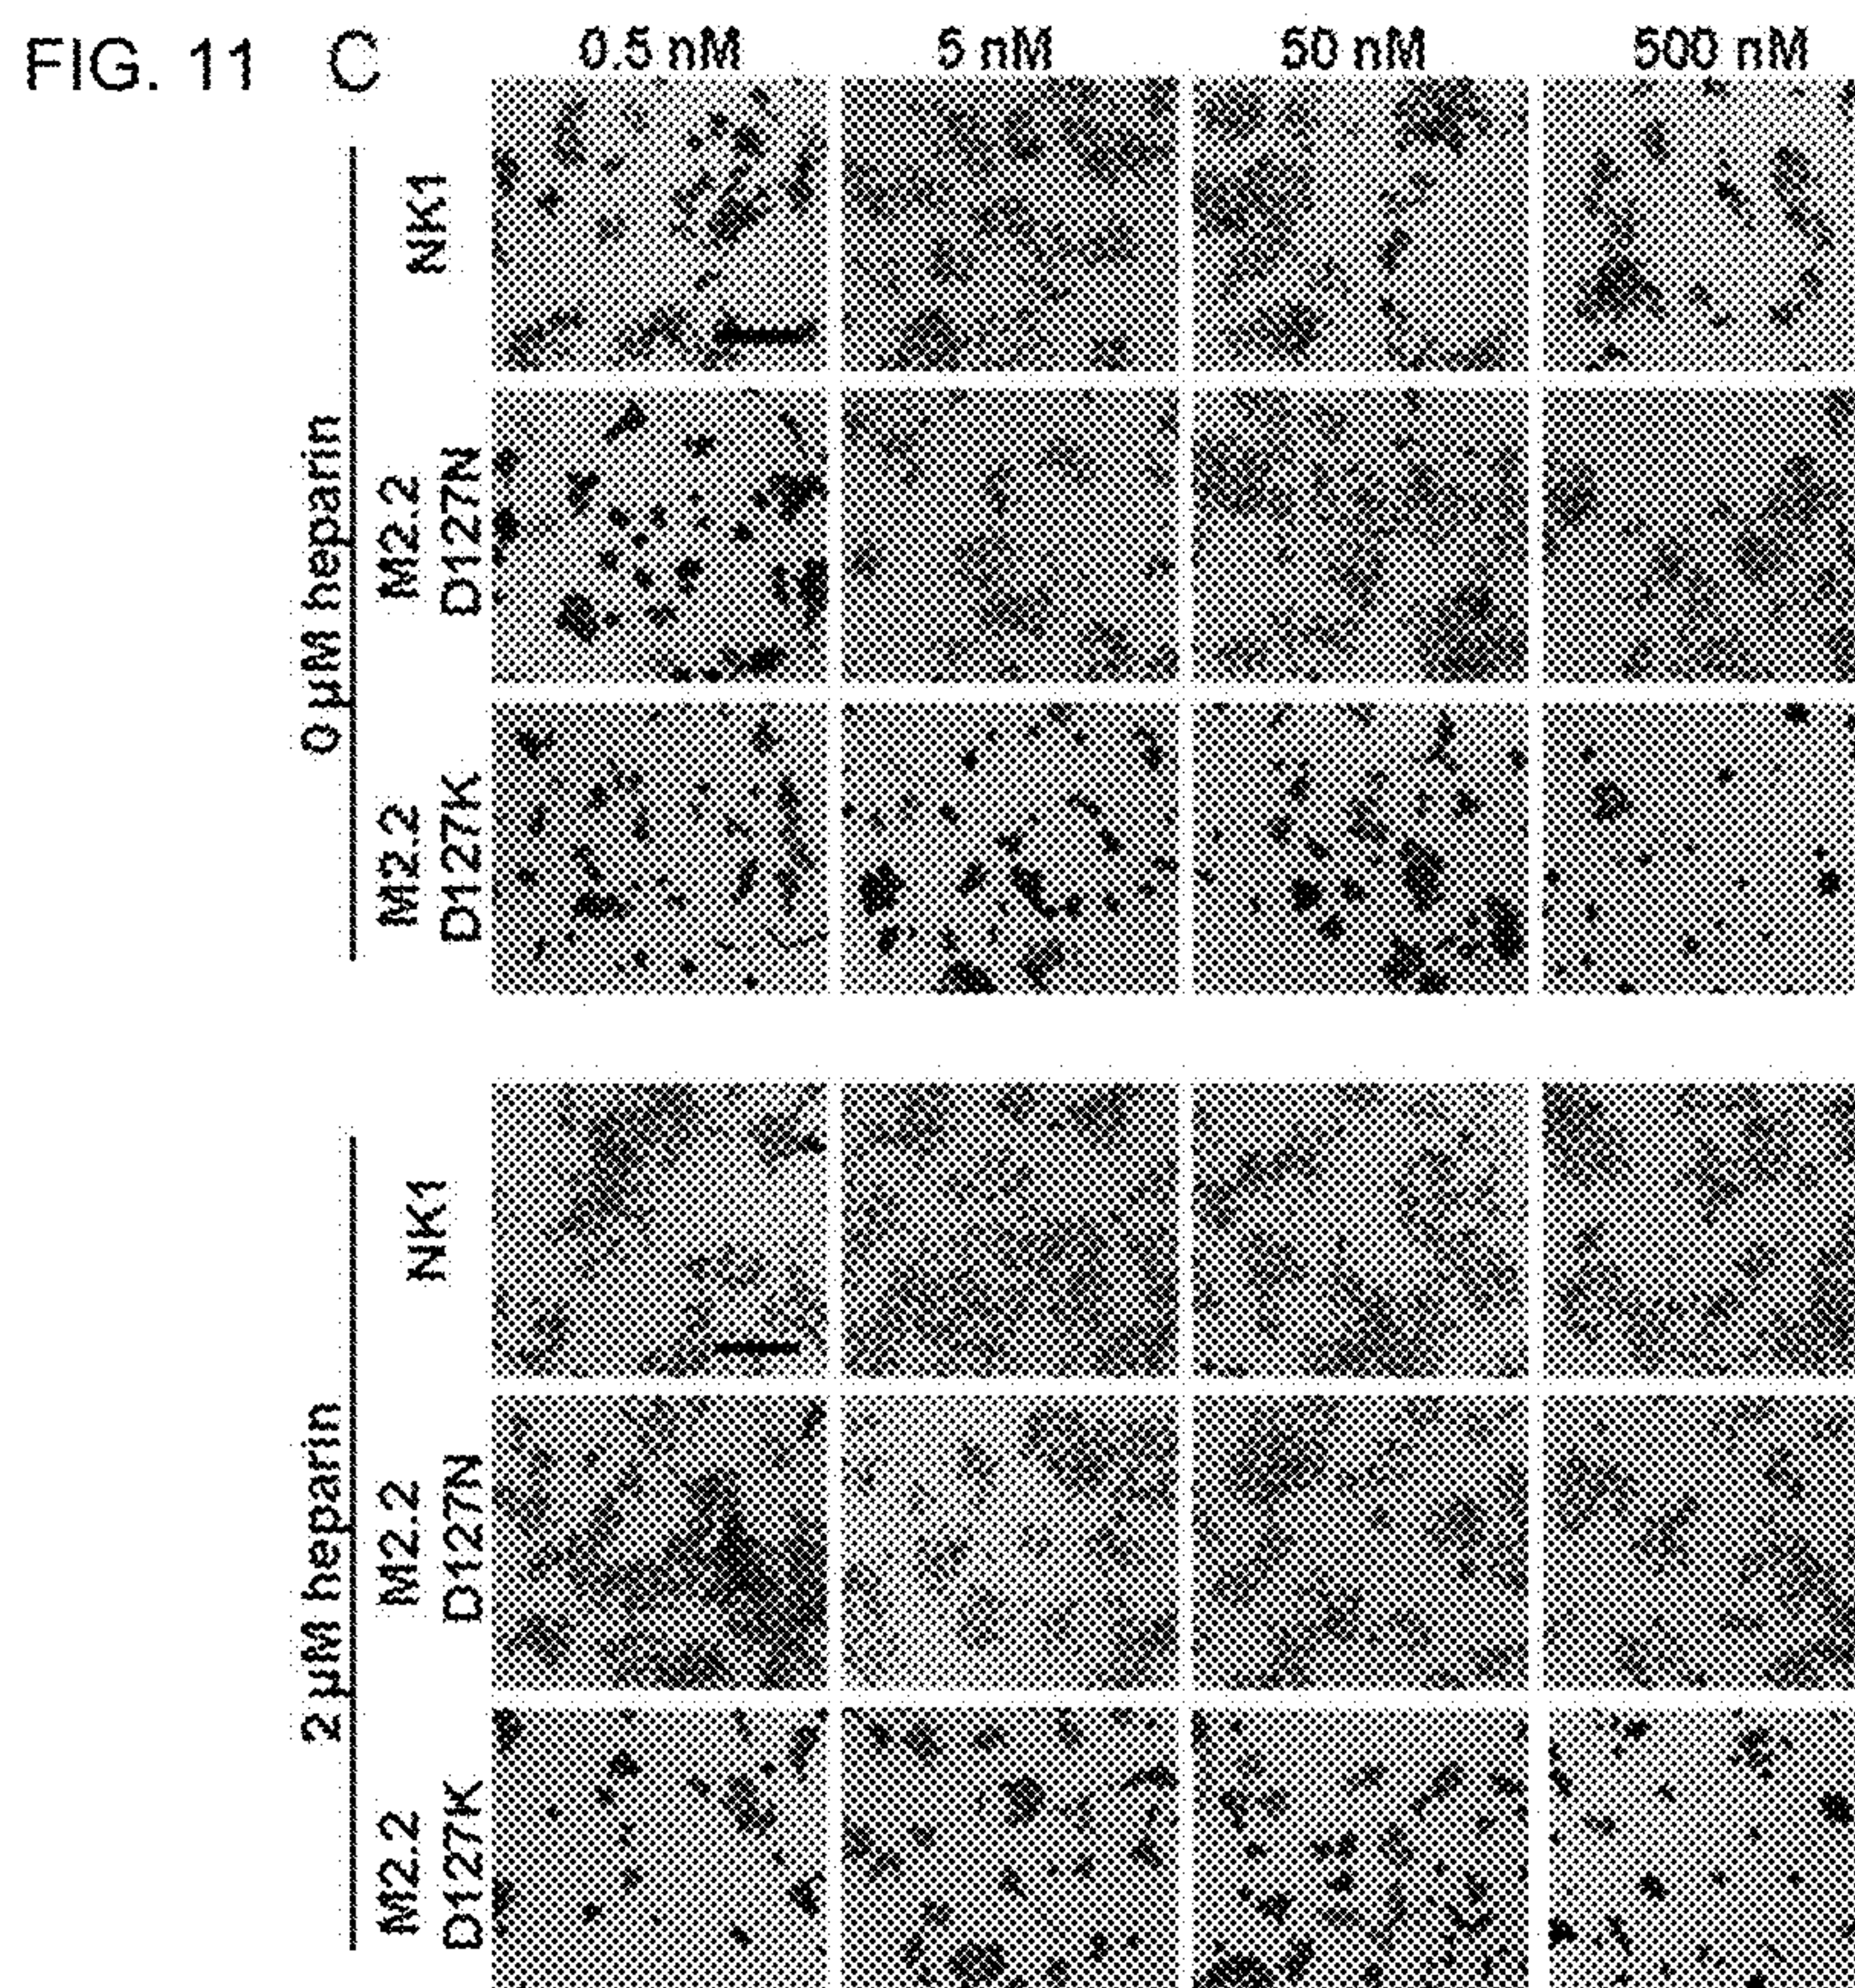 FIG. 11 C
0.5 nM 5 nM 50 nM 500 nM
0 µM heparin
NK1
M2.2
D127N
M2.2
D127K
2 µM heparin
NK1
M2.2
D127N
M2.2
D127K